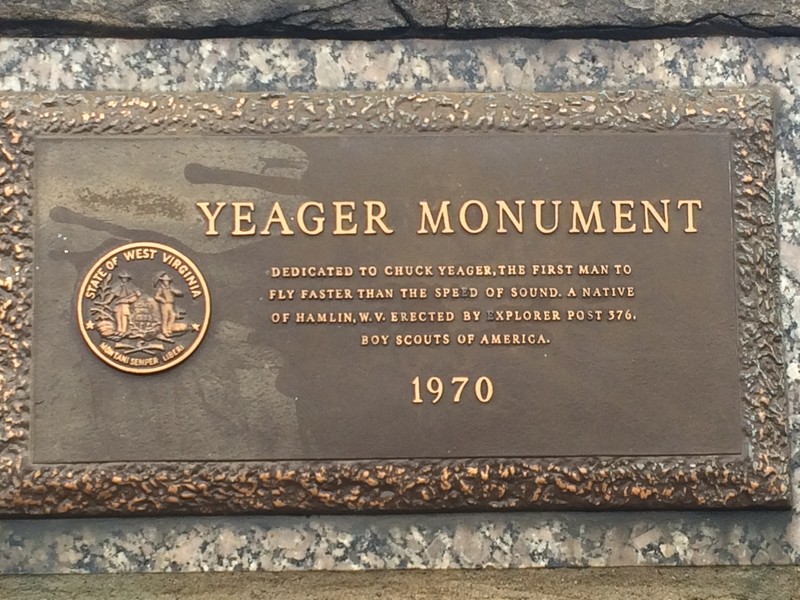 YEAGER MONUMENT
STATE OF WEST VIRGINIA
MONTANI SEMPER LIBERI
DEDICATED TO CHUCK YEAGER, THE FIRST MAN TO
FLY FASTER THAN THE SPEED OF SOUND. A NATIVE
OF HAMLIN, W.V. ERECTED BY EXPLORER POST 376,
BOY SCOUTS OF AMERICA.
1970